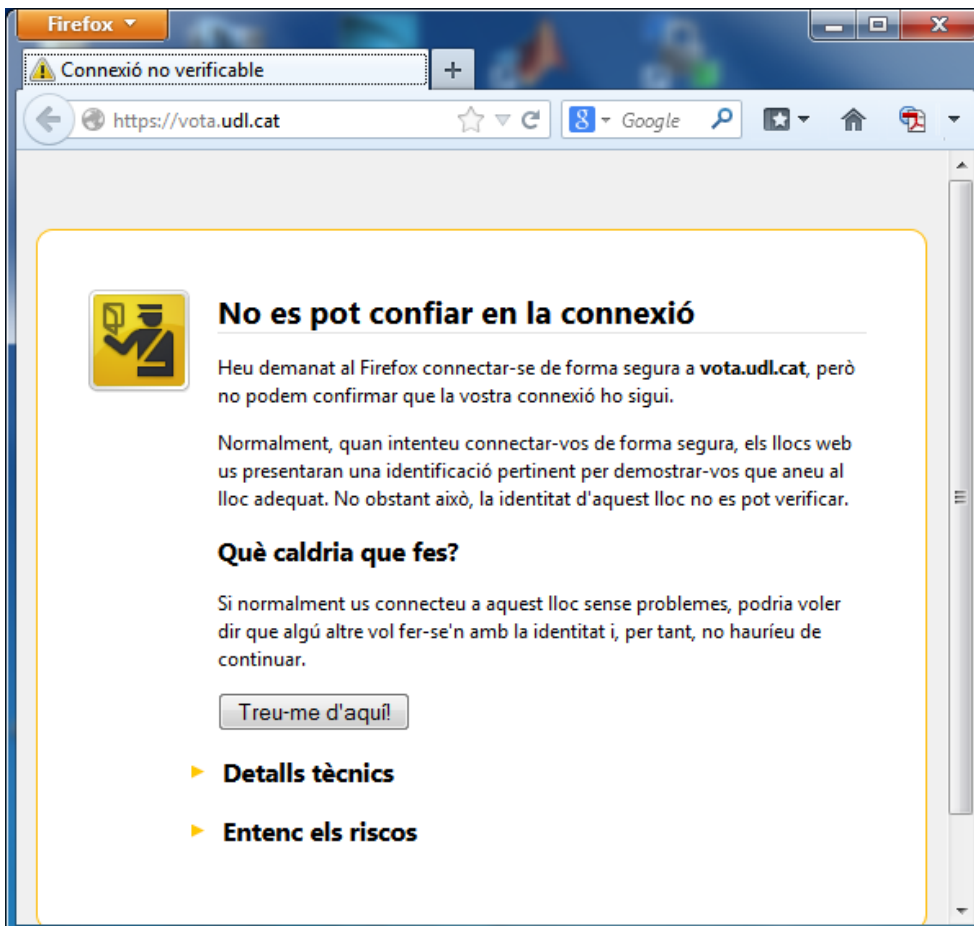 Firefox
Connexió no verificable
https://vota.udl.cat
8
Google
No es pot confiar en la connexió
Heu demanat al Firefox connectar-se de forma segura a vota.udl.cat, però
no podem confirmar que la vostra connexió ho sigui.
Normalment, quan intenteu connectar-vos de forma segura, els llocs web
us presentaran una identificació pertinent per demostrar-vos que aneu al
lloc adequat. No obstant això, la identitat d'aquest lloc no es pot verificar.
Què caldria que fes?
Si normalment us connecteu a aquest lloc sense problemes, podria voler
dir que algú altre vol fer-se'n amb la identitat i, per tant, no hauríeu de
continuar.
Treu-me d'aquí!
Detalls tècnics
Entenc els riscos